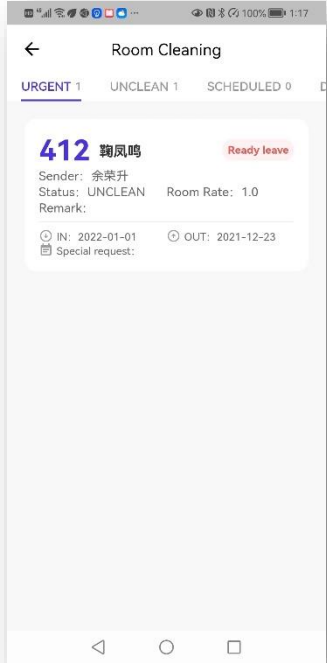 100% 1:17
Room Cleaning
URGENT 1 UNCLEAN 1 SCHEDULED 0 D
412 鞠凤鸣 Ready leave
Sender: 余荣升
Status: UNCLEAN Room Rate: 1.0
Remark:
IN: 2022-01-01 OUT: 2021-12-23
Special request: